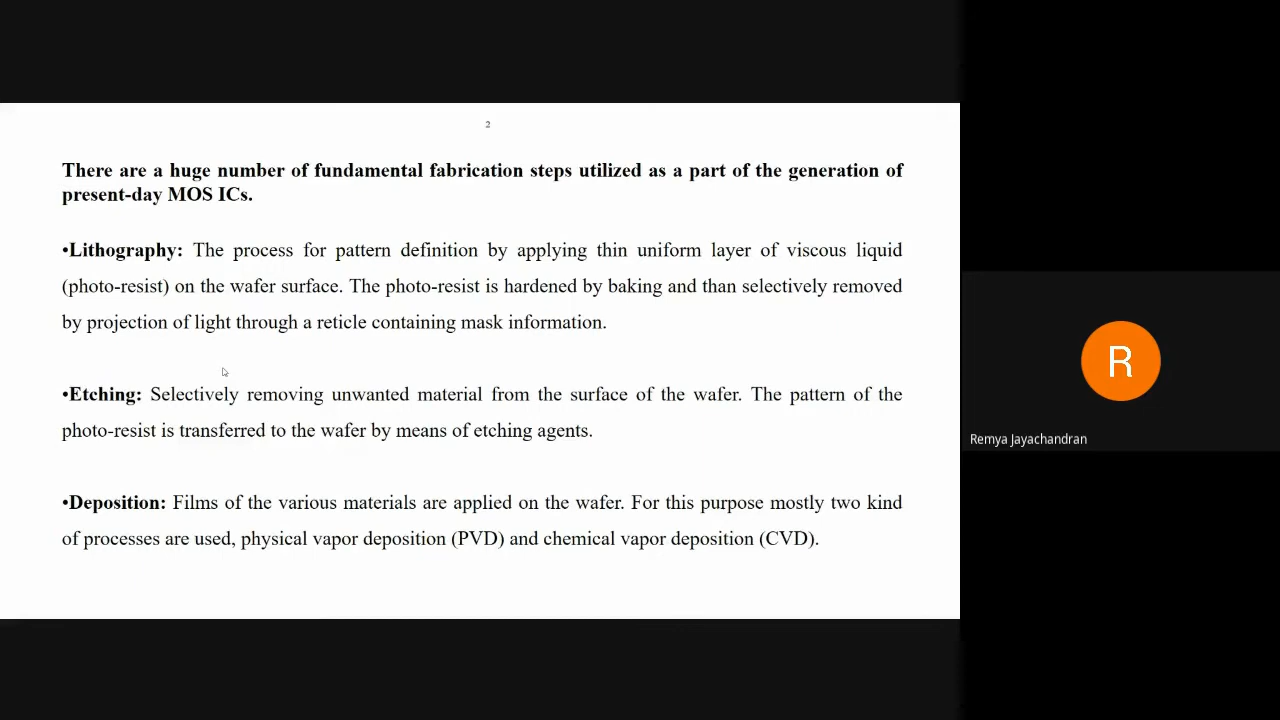 2
There are a huge number of fundamental fabrication steps utilized as a part of the generation of
present-day MOS ICs.
•Lithography: The process for pattern definition by applying thin uniform layer of viscous liquid
(photo-resist) on the wafer surface. The photo-resist is hardened by baking and than selectively removed
by projection of light through a reticle containing mask information.
•Etching: Selectively removing unwanted material from the surface of the wafer. The pattern of the
photo-resist is transferred to the wafer by means of etching agents.
•Deposition: Films of the various materials are applied on the wafer. For this purpose mostly two kind
of processes are used, physical vapor deposition (PVD) and chemical vapor deposition (CVD).
R
Remya Jayachandran